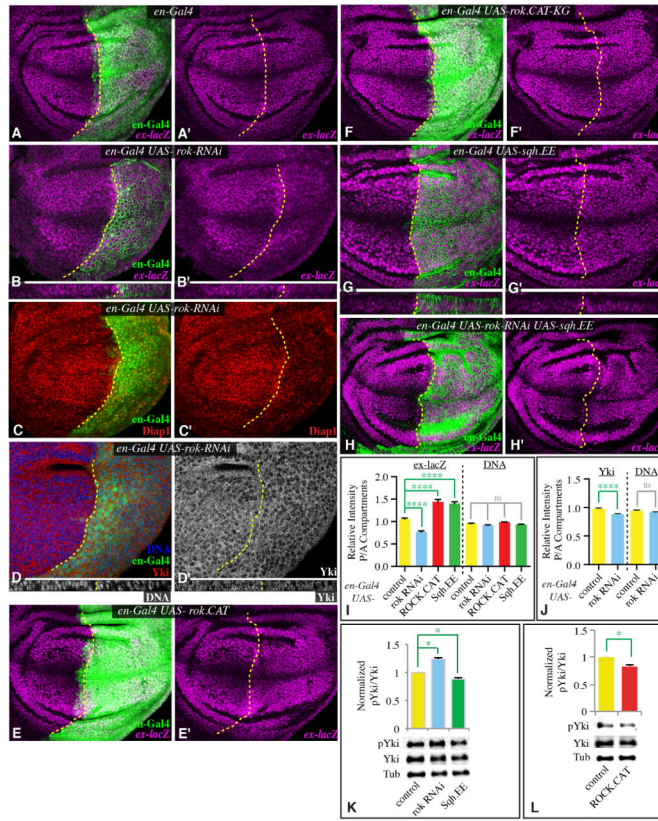 en-Gal4
en-Gal4
ex-lacZ
A
A'
ex-lacZ
en-Gal4 UAS- rok-RNAi
en-Gal4
ex-lacZ
B
B'
ex-lacZ
en-Gal4 UAS-rok-RNAi
en-Gal4
Diap1
C
C'
Diap1
en-Gal4 UAS-rok-RNAi
DNA
en-Gal4
Yki
D
D'
Yki
DNA
Yki
en-Gal4 UAS- rok.CAT
en-Gal4
ex-lacZ
E
E'
ex-lacZ
en-Gal4 UAS-rok.CAT-KG
en-Gal4
ex-lacZ
F
F'
ex-lacZ
en-Gal4 UAS-sqh.EE
en-Gal4
ex-lacZ
G
G'
ex-lacZ
en-Gal4 UAS-rok-RNAi UAS-sqh.EE
en-Gal4
ex-lacZ
H
H'
ex-lacZ
ex-lacZ DNA
****
****
****
ns
Relative Intensity
P/A Compartments
2.0
1.5
1.0
0.5
0.0
control
rok RNAi
ROCK.CAT
Sqh.EE
control
rok RNAi
ROCK.CAT
Sqh.EE
en-Gal4
UAS-
I
Yki DNA
****
ns
Relative Intensity
P/A Compartments
2.0
1.5
1.0
0.5
0.0
control
rok RNAi
control
rok RNAi
en-Gal4
UAS-
J
*
*
Normalized
pYki/Yki
1.5
1
0.5
0
pYki
Yki
Tub
control
rok RNAi
Sqh.EE
K
*
Normalized
pYki/Yki
1.5
1
0.5
0
pYki
Yki
Tub
control
ROCK.CAT
L